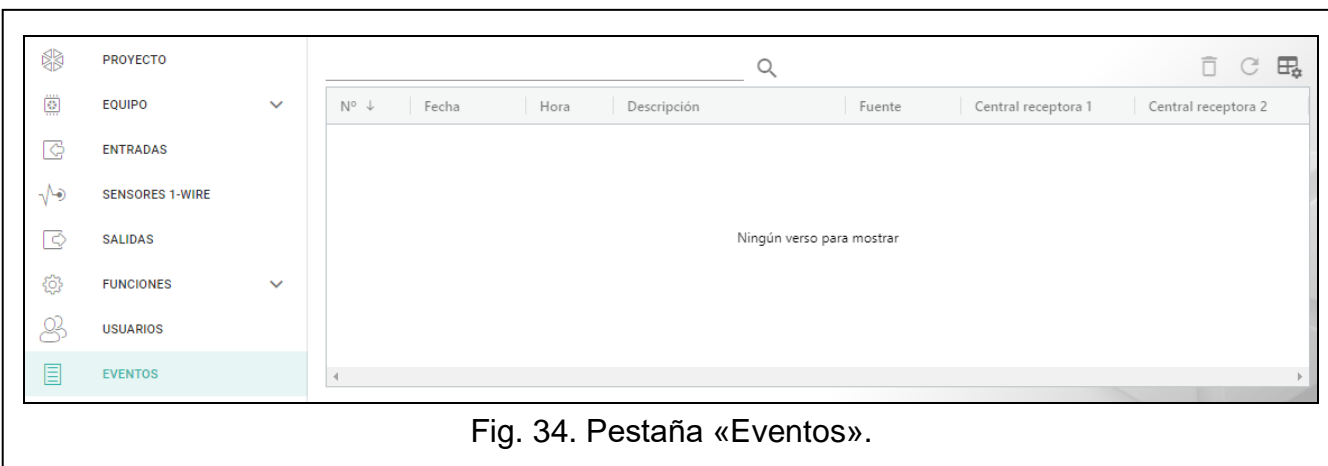 PROYECTO
EQUIPO
ENTRADAS
SENSORES 1-WIRE
SALIDAS
FUNCIONES
USUARIOS
EVENTOS
Nº ↓ Fecha Hora Descripción Fuente Central receptora 1 Central receptora 2
Ningún verso para mostrar
Fig. 34. Pestaña «Eventos».